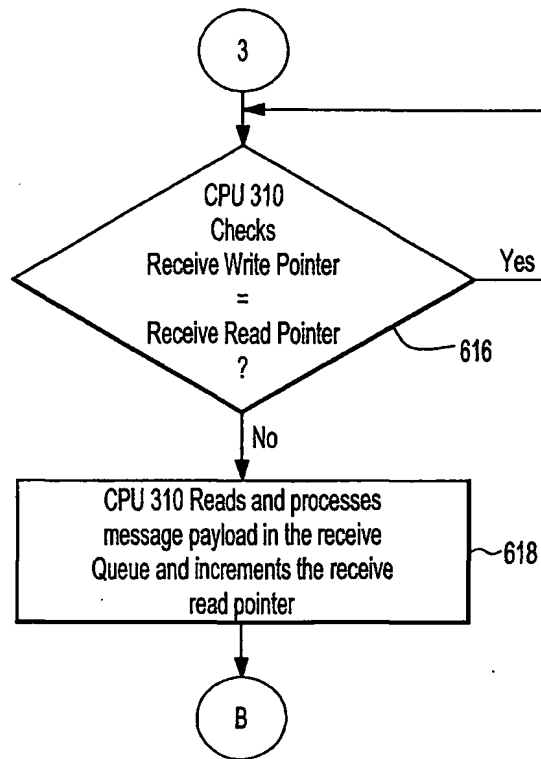 3
CPU 310
Checks
Receive Write Pointer
=
Receive Read Pointer
?
Yes
616
No
CPU 310 Reads and processes
message payload in the receive
Queue and increments the receive
read pointer
618
B